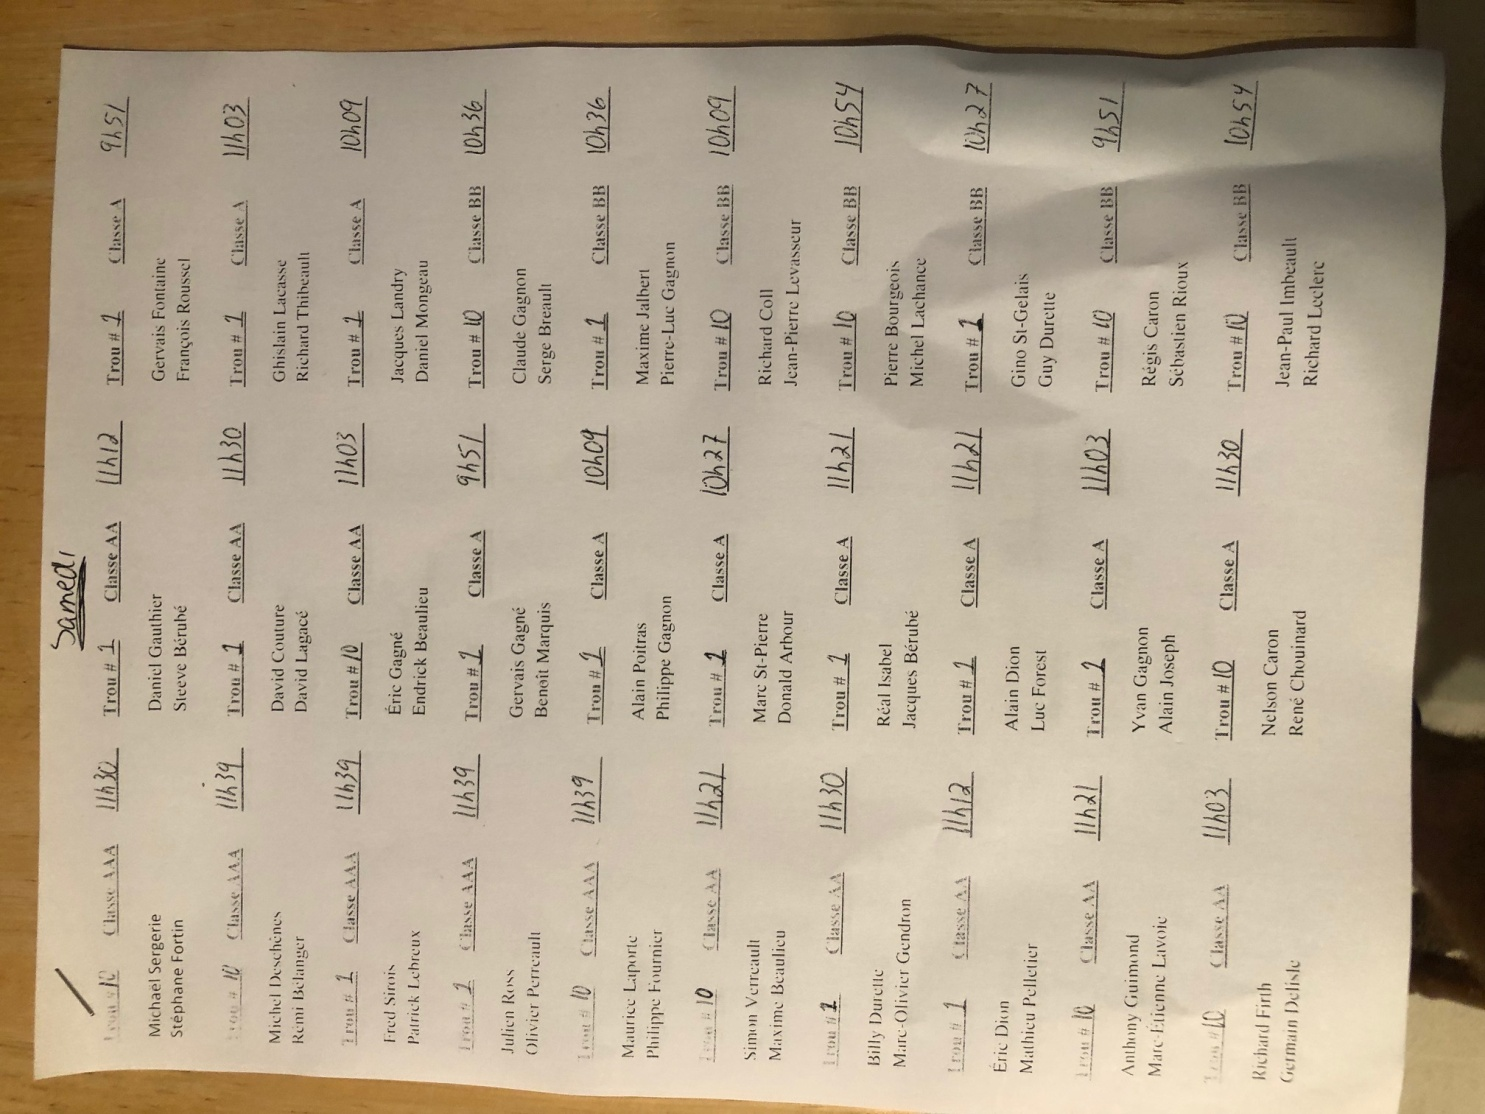 Samedi
Trou # 10 Classe AAA 11h30
Michael Sergerie
Stéphane Fortin
Trou # 10 Classe AAA 11h39
Michel Deschênes
Rémi Bélanger
Trou # 1 Classe AAA 11h39
Fred Sirois
Patrick Lebreux
Trou # 1 Classe AAA 11h39
Julien Ross
Olivier Perreault
Trou # 10 Classe AAA 11h39
Maurice Laporte
Philippe Fournier
Trou # 10 Classe AA 11h21
Simon Verreault
Maxime Beaulieu
Trou # 1 Classe AA 11h30
Billy Durette
Marc-Olivier Gendron
Trou # 1 Classe AA 11h12
Éric Dion
Mathieu Pelletier
Trou # 10 Classe AA 11h21
Anthony Guimond
Marc-Étienne Lavoie
Trou # 10 Classe AA 11h03
Richard Firth
Germain Delisle
Trou # 1 Classe AA 11h12
Daniel Gauthier
Steeve Bérubé
Trou # 1 Classe AA 11h30
David Couture
David Lagacé
Trou # 10 Classe AA 11h03
Éric Gagné
Endrick Beaulieu
Trou # 1 Classe A 9h51
Gervais Gagné
Benoît Marquis
Trou # 1 Classe A 10h09
Alain Poitras
Philippe Gagnon
Trou # 1 Classe A 10h27
Marc St-Pierre
Donald Arbour
Trou # 1 Classe A 11h21
Réal Isabel
Jacques Bérubé
Trou # 1 Classe A 11h21
Alain Dion
Luc Forest
Trou # 1 Classe A 11h03
Yvan Gagnon
Alain Joseph
Trou # 10 Classe A 11h30
Nelson Caron
René Chouinard
Trou # 1 Classe A 9h51
Gervais Fontaine
François Roussel
Trou # 1 Classe A 11h03
Ghislain Lacasse
Richard Thibeault
Trou # 1 Classe A 10h09
Jacques Landry
Daniel Mongeau
Trou # 10 Classe BB 10h36
Claude Gagnon
Serge Breault
Trou # 1 Classe BB 10h36
Maxime Jalbert
Pierre-Luc Gagnon
Trou # 10 Classe BB 10h09
Richard Coll
Jean-Pierre Levasseur
Trou # 10 Classe BB 10h54
Pierre Bourgeois
Michel Lachance
Trou # 1 Classe BB 10h27
Gino St-Gelais
Guy Durette
Trou # 10 Classe BB 9h51
Régis Caron
Sébastien Rioux
Trou # 10 Classe BB 10h54
Jean-Paul Imbeault
Richard Leclerc